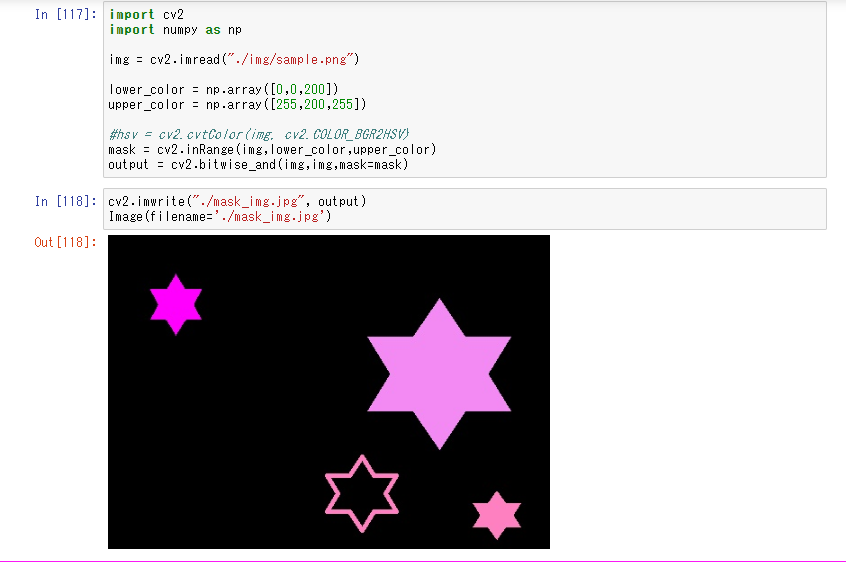 In [117]: import cv2
import numpy as np
img = cv2.imread("./img/sample.png")
lower_color = np.array([0,0,200])
upper_color = np.array([255,200,255])
#hsv = cv2.cvtColor(img, cv2.COLOR_BGR2HSV)
mask = cv2.inRange(img,lower_color,upper_color)
output = cv2.bitwise_and(img,img,mask=mask)
In [118]: cv2.imwrite("./mask_img.jpg", output)
Image(filename='./mask_img.jpg')
Out[118]: